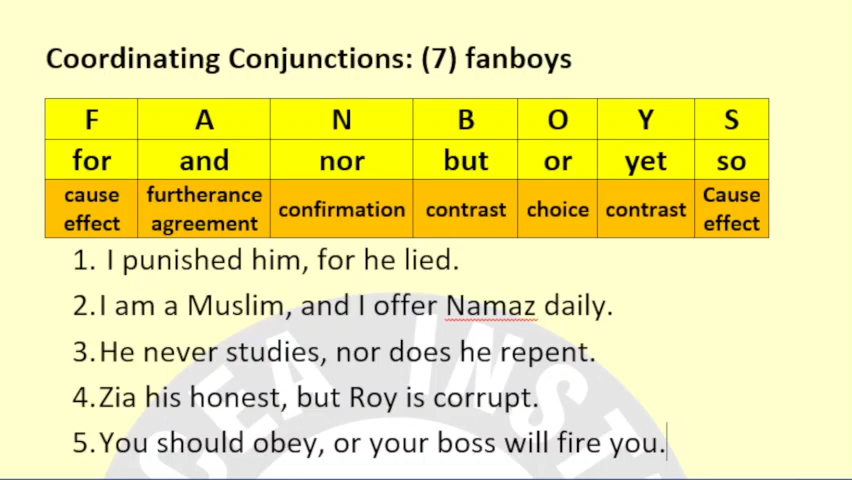 Coordinating Conjunctions: (7) fanboys
F A N B O Y S
for and nor but or yet so
cause effect furtherance agreement confirmation contrast choice contrast Cause effect
1. I punished him, for he lied.
2.I am a Muslim, and I offer Namaz daily.
3.He never studies, nor does he repent.
4.Zia his honest, but Roy is corrupt.
5.You should obey, or your boss will fire you.